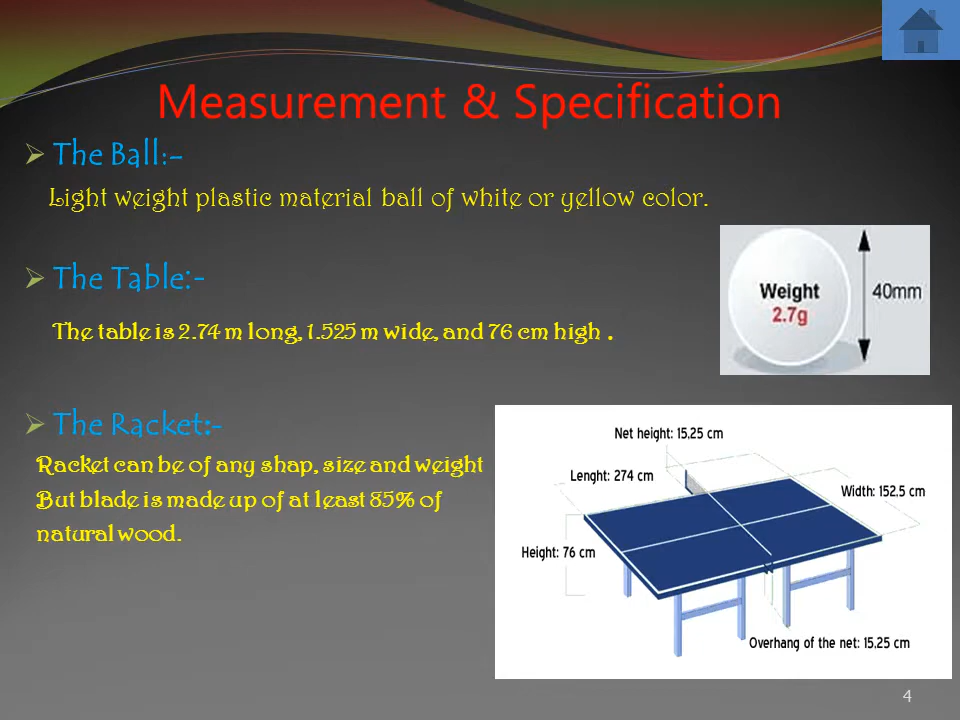 Measurement & Specification
The Ball:-
Light weight plastic material ball of white or yellow color.
The Table:-
The table is 2.74 m long, 1.525 m wide, and 76 cm high .
Weight
2.7g
40mm
The Racket:-
Racket can be of any shap, size and weight
But blade is made up of at least 85% of
natural wood.
Net height: 15,25 cm
Lenght: 274 cm
Width: 152,5 cm
Height: 76 cm
Overhang of the net: 15,25 cm
4